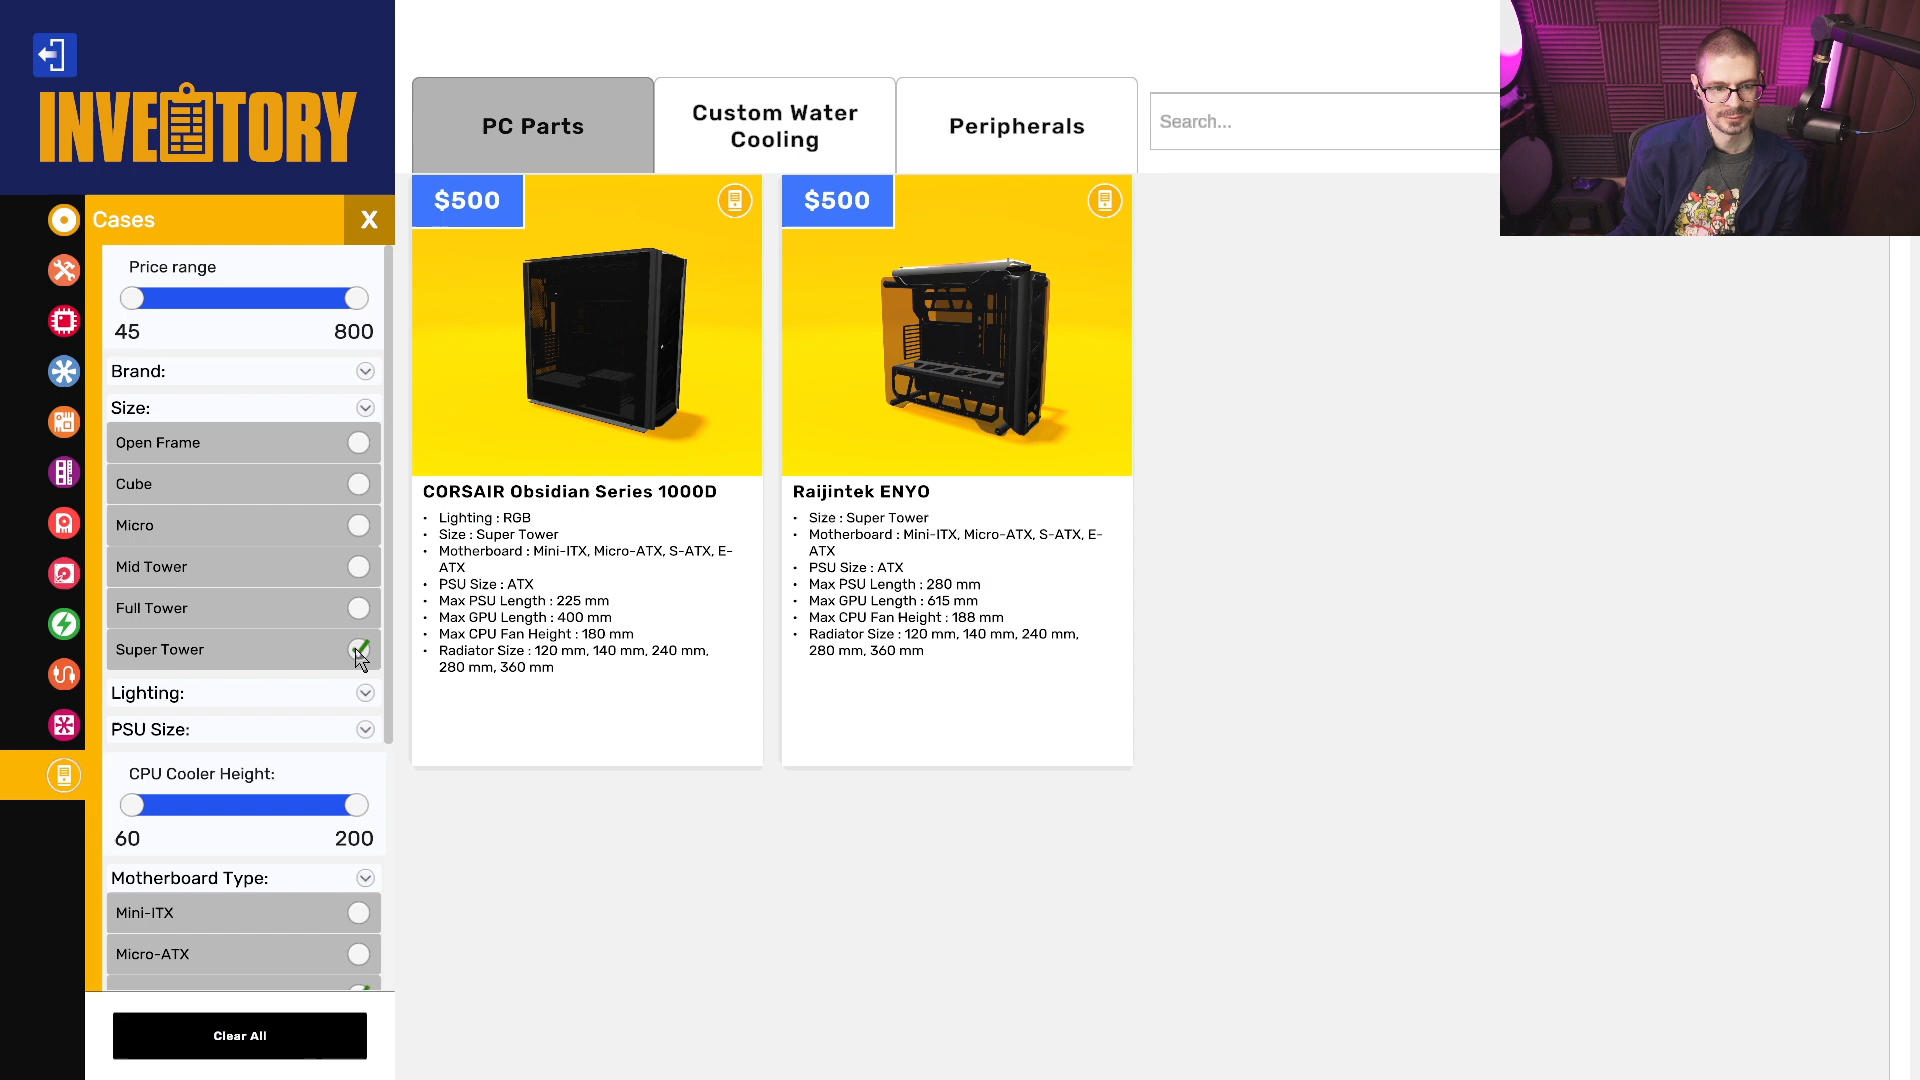 INVENTORY
PC Parts
Custom Water
Cooling
Peripherals
Search...
Cases
X
Price range
45
800
Brand:
Size:
Open Frame
Cube
Micro
Mid Tower
Full Tower
Super Tower
Lighting:
PSU Size:
CPU Cooler Height:
60
200
Motherboard Type:
Mini-ITX
Micro-ATX
Clear All
$500
CORSAIR Obsidian Series 1000D
• Lighting : RGB
• Size : Super Tower
• Motherboard : Mini-ITX, Micro-ATX, S-ATX, E-
ATX
• PSU Size : ATX
• Max PSU Length : 225 mm
• Max GPU Length : 400 mm
• Max CPU Fan Height : 180 mm
• Radiator Size : 120 mm, 140 mm, 240 mm,
280 mm, 360 mm
$500
Raijintek ENYO
• Size : Super Tower
• Motherboard : Mini-ITX, Micro-ATX, S-ATX, E-
ATX
• PSU Size : ATX
• Max PSU Length : 280 mm
• Max GPU Length : 615 mm
• Max CPU Fan Height : 188 mm
• Radiator Size : 120 mm, 140 mm, 240 mm,
280 mm, 360 mm